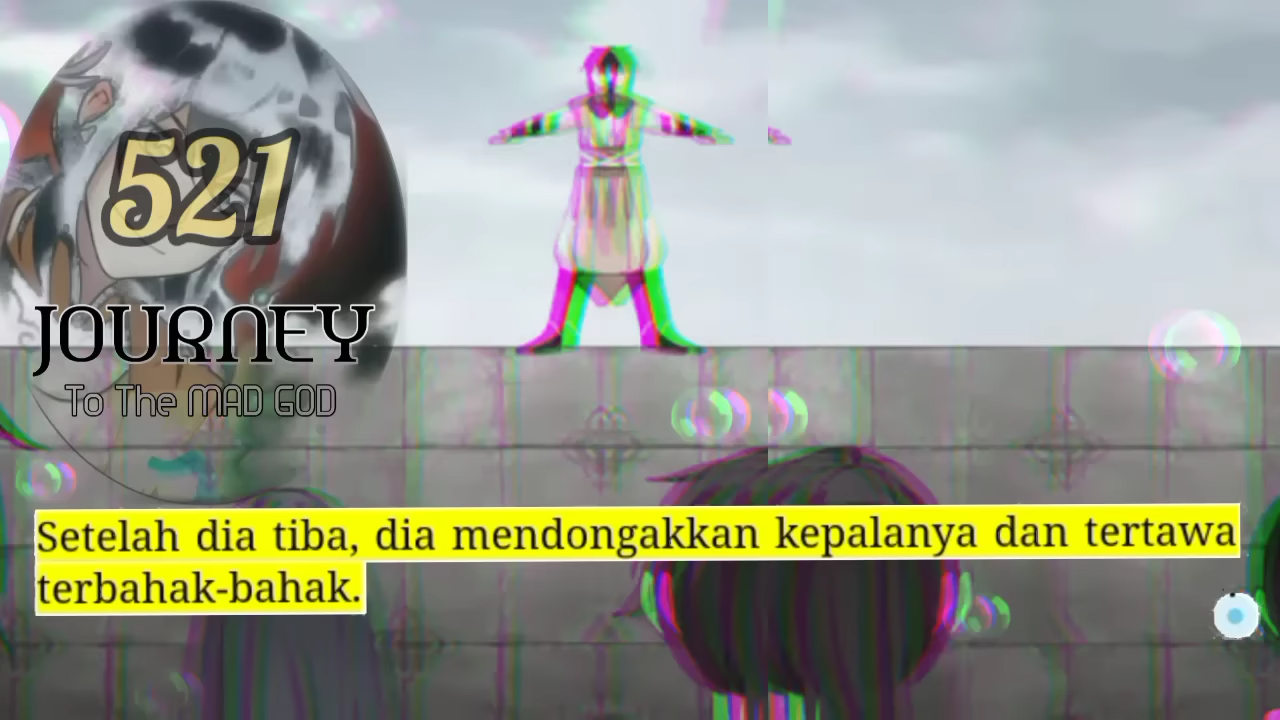 521
JOURNEY
To The MAD GOD
Setelah dia tiba, dia mendongakkan kepalanya dan tertawa
terbahak-bahak.